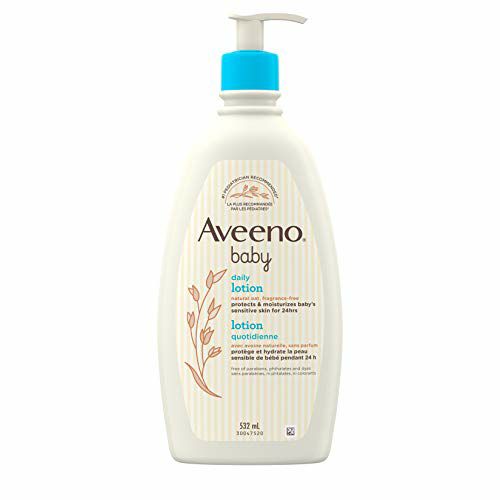 #1 PEDIATRICIAN RECOMMENDED*
LA PLUS RECOMMANDÉE
PAR LES PÉDIATRES*
Aveeno®
baby
daily
lotion
natural oat, fragrance-free
protects & moisturizes baby's
sensitive skin for 24hrs
lotion
quotidienne
avec avoine naturelle, sans parfum
protège et hydrate la peau
sensible de bébé pendant 24 h
free of parabens, phthalates and dyes
sans parabènes, ni phtalates, ni colorants
532 mL
30047520